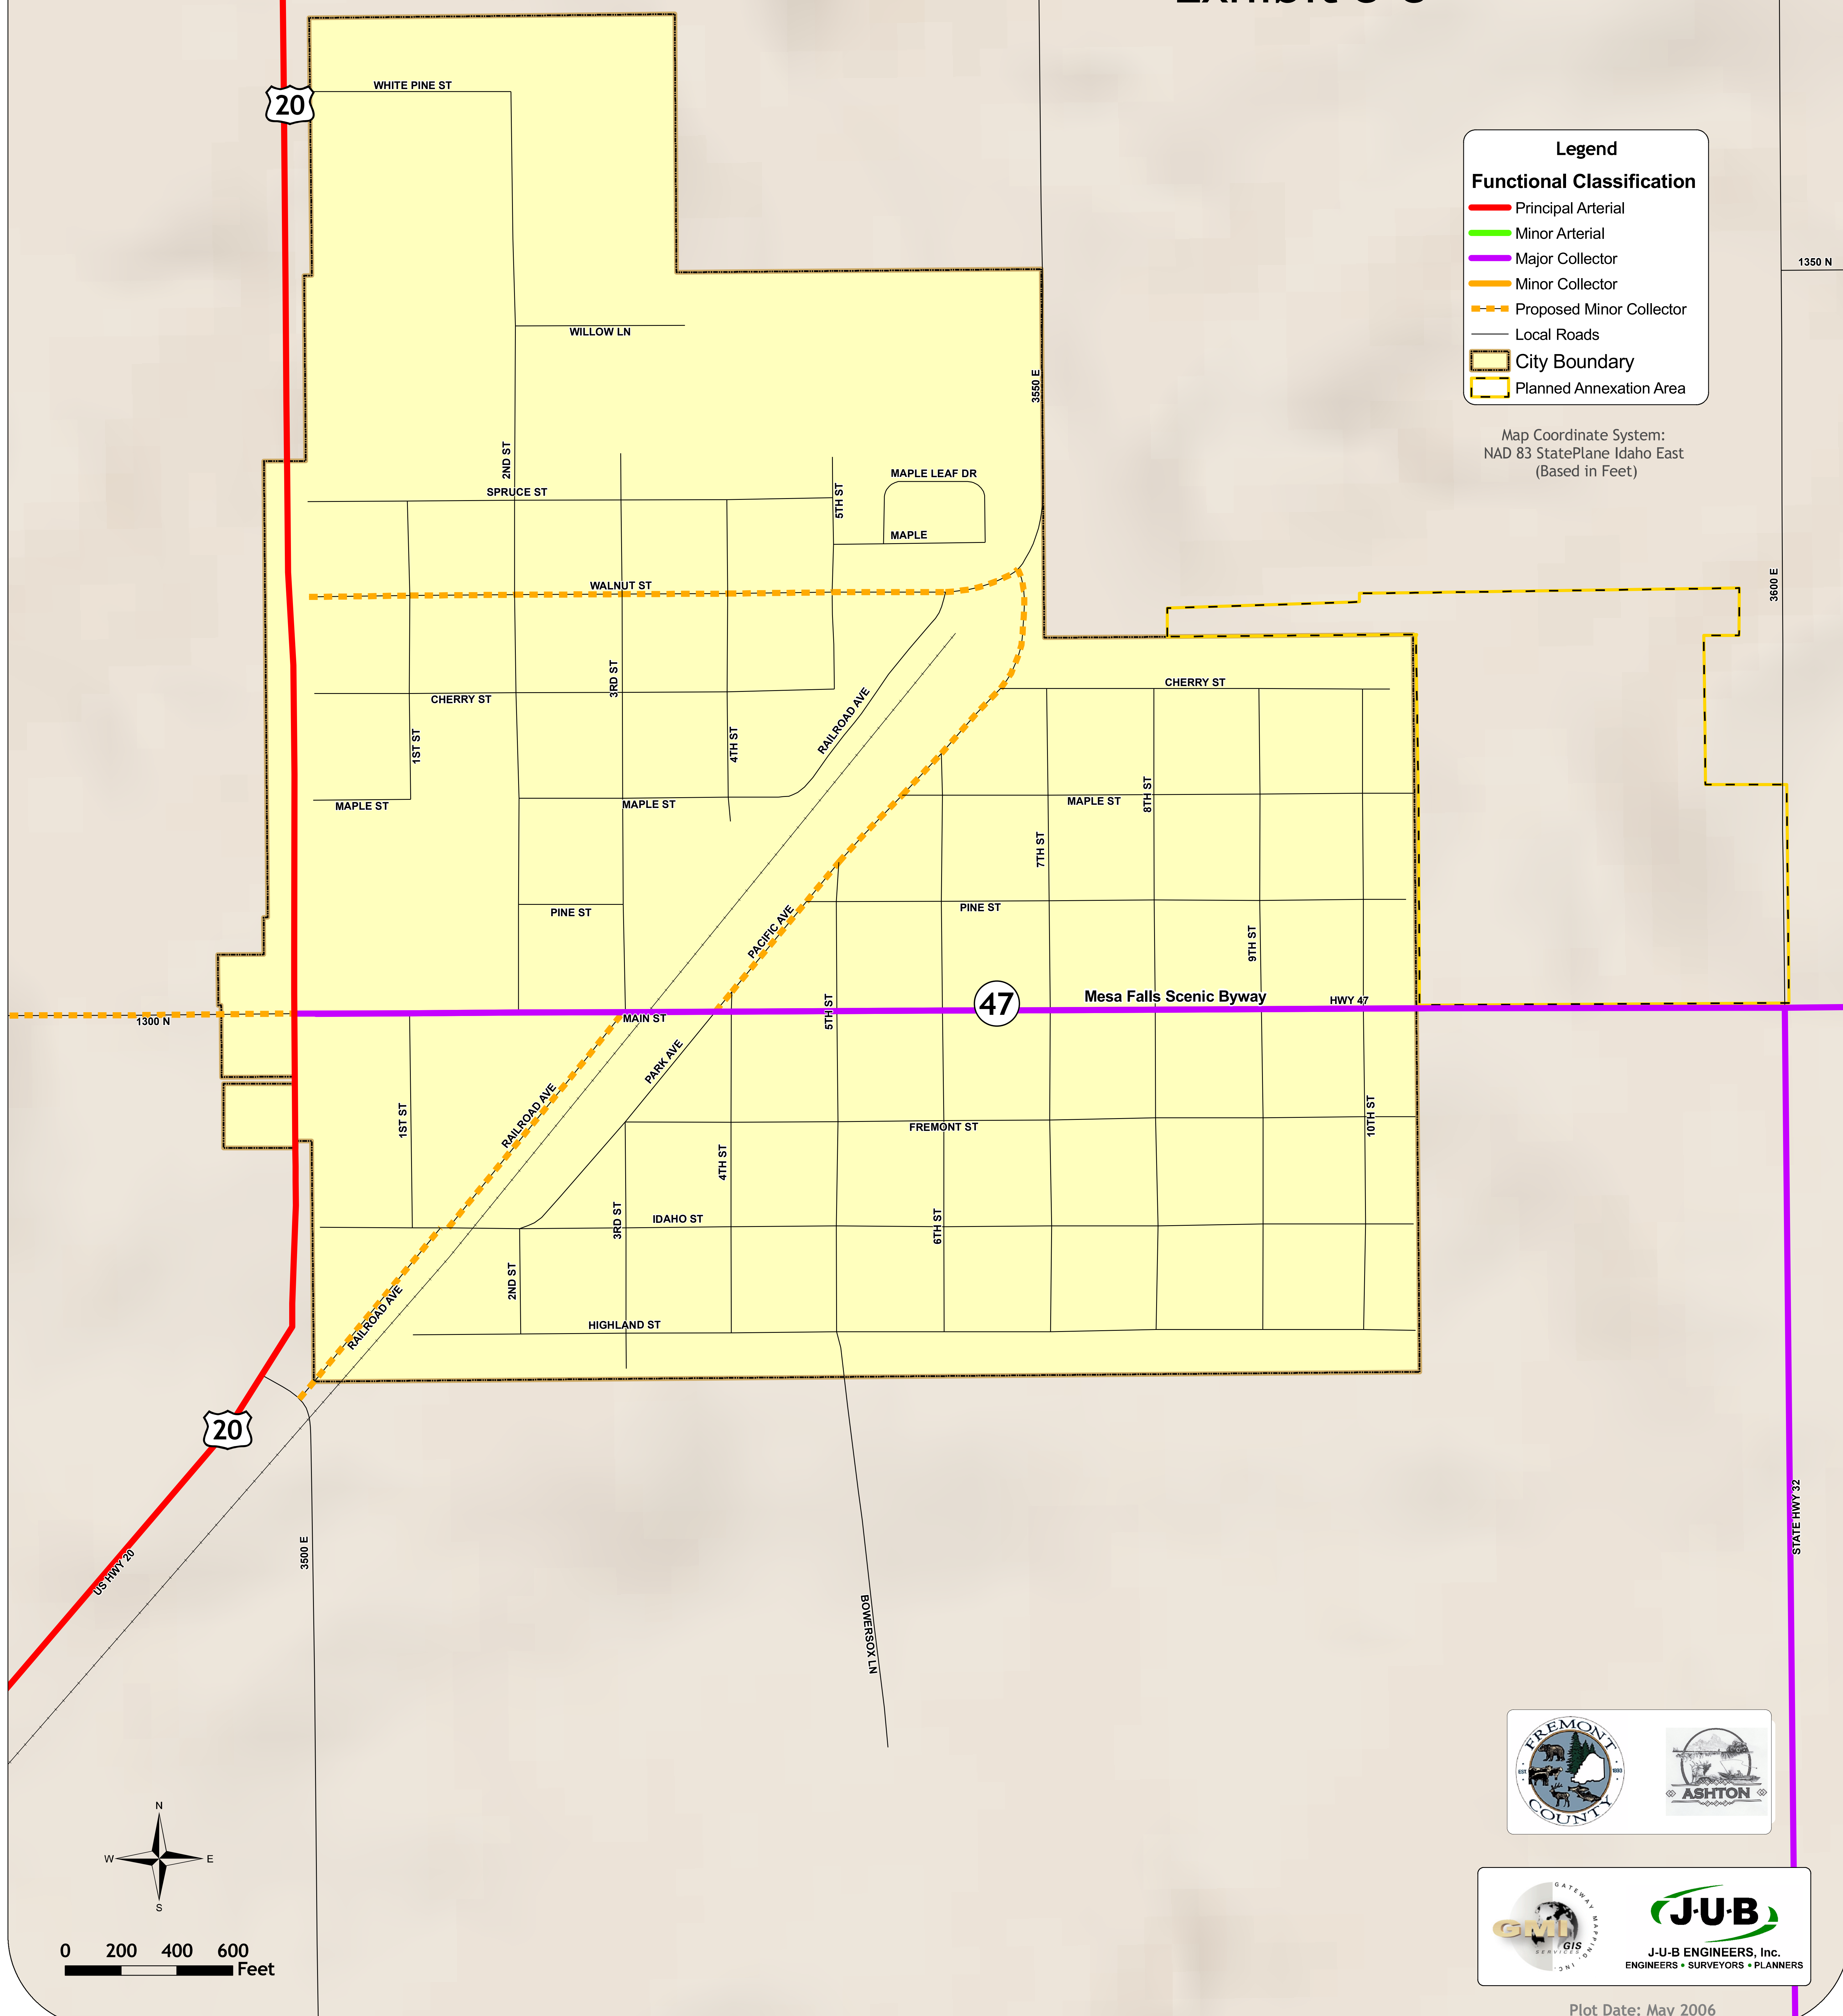 20
WHITE PINE ST
Legend
Functional Classification
Principal Arterial
Minor Arterial
Major Collector
Minor Collector
Proposed Minor Collector
Local Roads
City Boundary
Planned Annexation Area
1350 N
WILLOW LN
3550 E
Map Coordinate System:
NAD 83 StatePlane Idaho East
(Based in Feet)
2ND ST
MAPLE LEAF DR
SPRUCE ST
5TH ST
MAPLE
WALNUT ST
3600 E
3RD ST
CHERRY ST
CHERRY ST
RAILROAD AVE
1ST ST
4TH ST
MAPLE ST
MAPLE ST
MAPLE ST
8TH ST
7TH ST
PINE ST
PACIFIC AVE
PINE ST
9TH ST
47
Mesa Falls Scenic Byway
HWY 47
1300 N
MAIN ST
5TH ST
PARK AVE
RAILROAD AVE
1ST ST
FREMONT ST
10TH ST
4TH ST
3RD ST
IDAHO ST
6TH ST
2ND ST
RAILROAD AVE
HIGHLAND ST
20
US HWY 20
3500 E
BOWERSOX LN
STATE HWY 32
FREMONT
EST
1893
COUNTY
ASHTON
N
W
E
S
0 200 400 600
Feet
GATEWAY MAPPING, INC.
GMI
GIS
SERVICES
J·U·B
J-U-B ENGINEERS, Inc.
ENGINEERS • SURVEYORS • PLANNERS
Plot Date: May 2006